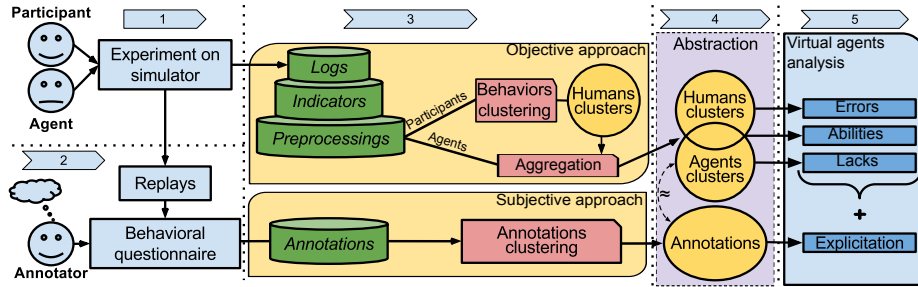 Participant
1
3
4
5
Experiment on
simulator
Agent
Objective approach
Logs
Indicators
Preprocessings
Participants
Agents
Behaviors
clustering
Humans
clusters
Aggregation
Abstraction
Humans
clusters
Agents
clusters
≈
Virtual agents
analysis
Errors
Abilities
Lacks
+
Explicitation
2
Replays
Behavioral
questionnaire
Annotator
Subjective approach
Annotations
Annotations
clustering
Annotations